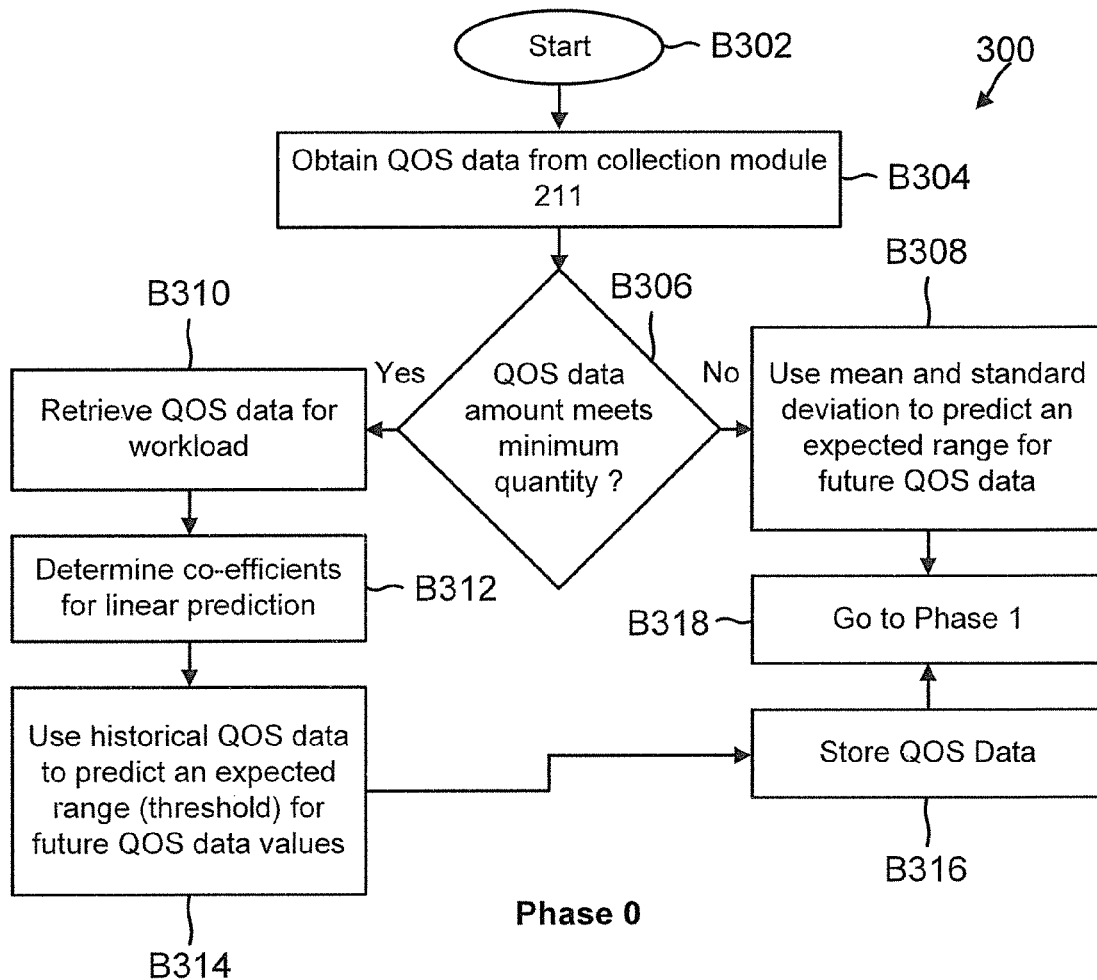 Start
B302
300
Obtain QOS data from collection module
211
B304
B308
B306
B310
Yes
No
QOS data
amount meets
minimum
quantity ?
Use mean and standard
deviation to predict an
expected range for
future QOS data
Retrieve QOS data for
workload
Determine co-efficients
for linear prediction
B312
B318
Go to Phase 1
Use historical QOS data
to predict an expected
range (threshold) for
future QOS data values
Store QOS Data
B316
Phase 0
B314